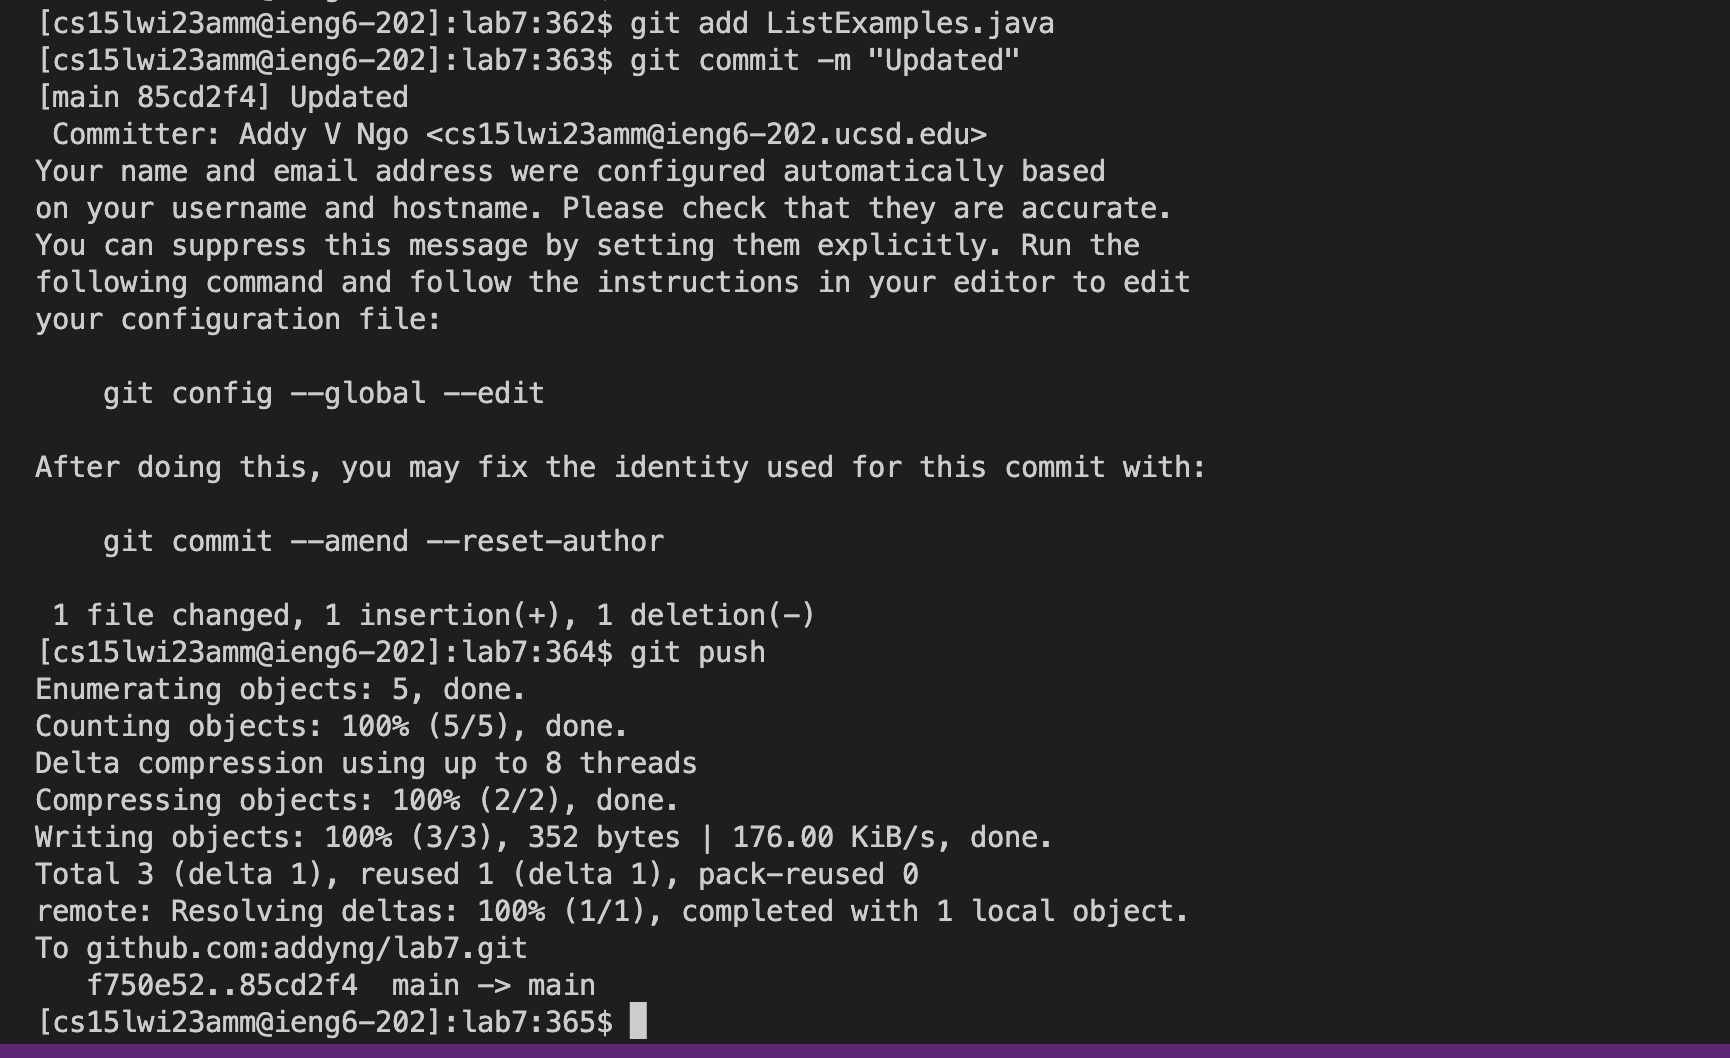 [cs15lwi23amm@ieng6-202]:lab7:362$ git add ListExamples.java
[cs15lwi23amm@ieng6-202]:lab7:363$ git commit -m "Updated"
[main 85cd2f4] Updated
 Committer: Addy V Ngo <cs15lwi23amm@ieng6-202.ucsd.edu>
Your name and email address were configured automatically based
on your username and hostname. Please check that they are accurate.
You can suppress this message by setting them explicitly. Run the
following command and follow the instructions in your editor to edit
your configuration file:

    git config --global --edit

After doing this, you may fix the identity used for this commit with:

    git commit --amend --reset-author

 1 file changed, 1 insertion(+), 1 deletion(-)
[cs15lwi23amm@ieng6-202]:lab7:364$ git push
Enumerating objects: 5, done.
Counting objects: 100% (5/5), done.
Delta compression using up to 8 threads
Compressing objects: 100% (2/2), done.
Writing objects: 100% (3/3), 352 bytes | 176.00 KiB/s, done.
Total 3 (delta 1), reused 1 (delta 1), pack-reused 0
remote: Resolving deltas: 100% (1/1), completed with 1 local object.
To github.com:addyng/lab7.git
   f750e52..85cd2f4  main -> main
[cs15lwi23amm@ieng6-202]:lab7:365$